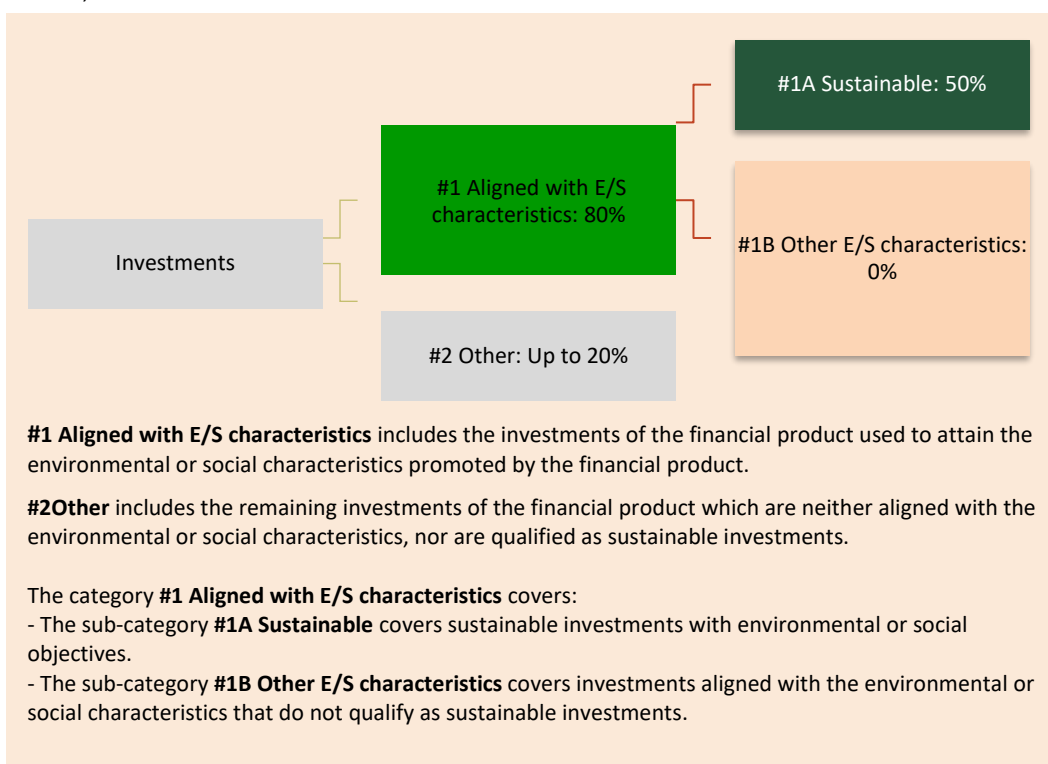 #1A Sustainable: 50%
#1 Aligned with E/S
characteristics: 80%
#1B Other E/S characteristics:
0%
Investments
#2 Other: Up to 20%
#1 Aligned with E/S characteristics includes the investments of the financial product used to attain the
environmental or social characteristics promoted by the financial product.
#2Other includes the remaining investments of the financial product which are neither aligned with the
environmental or social characteristics, nor are qualified as sustainable investments.
The category #1 Aligned with E/S characteristics covers:
- The sub-category #1A Sustainable covers sustainable investments with environmental or social
objectives.
- The sub-category #1B Other E/S characteristics covers investments aligned with the environmental or
social characteristics that do not qualify as sustainable investments.